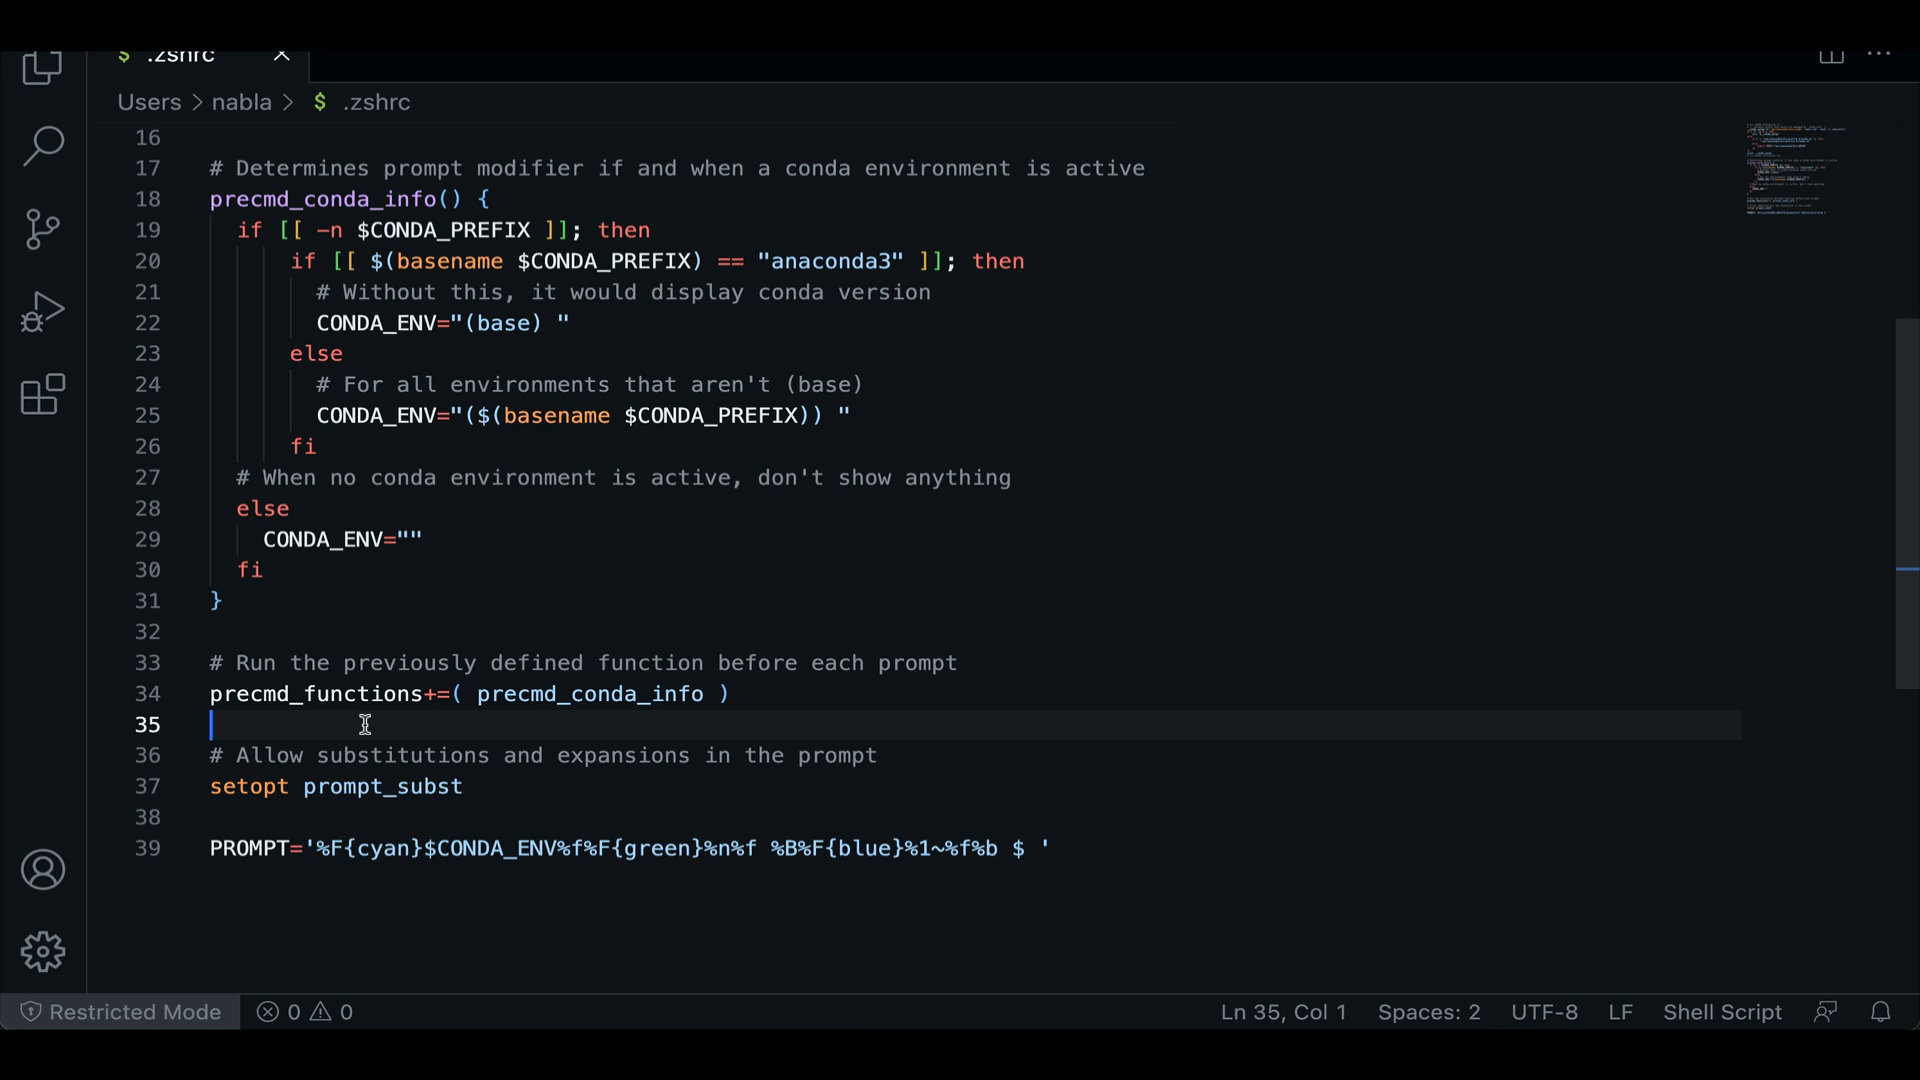 $ .zshrc
Users > nabla > $ .zshrc
16
17 # Determines prompt modifier if and when a conda environment is active
18 precmd_conda_info() {
19 if [[ -n $CONDA_PREFIX ]]; then
20 if [[ $(basename $CONDA_PREFIX) == "anaconda3" ]]; then
21 # Without this, it would display conda version
22 CONDA_ENV="(base) "
23 else
24 # For all environments that aren't (base)
25 CONDA_ENV="($(basename $CONDA_PREFIX)) "
26 fi
27 # When no conda environment is active, don't show anything
28 else
29 CONDA_ENV=""
30 fi
31 }
32
33 # Run the previously defined function before each prompt
34 precmd_functions+=( precmd_conda_info )
35
36 # Allow substitutions and expansions in the prompt
37 setopt prompt_subst
38
39 PROMPT='%F{cyan}$CONDA_ENV%f%F{green}%n%f %B%F{blue}%1~%f%b $ '
Restricted Mode 0 0 Ln 35, Col 1 Spaces: 2 UTF-8 LF Shell Script